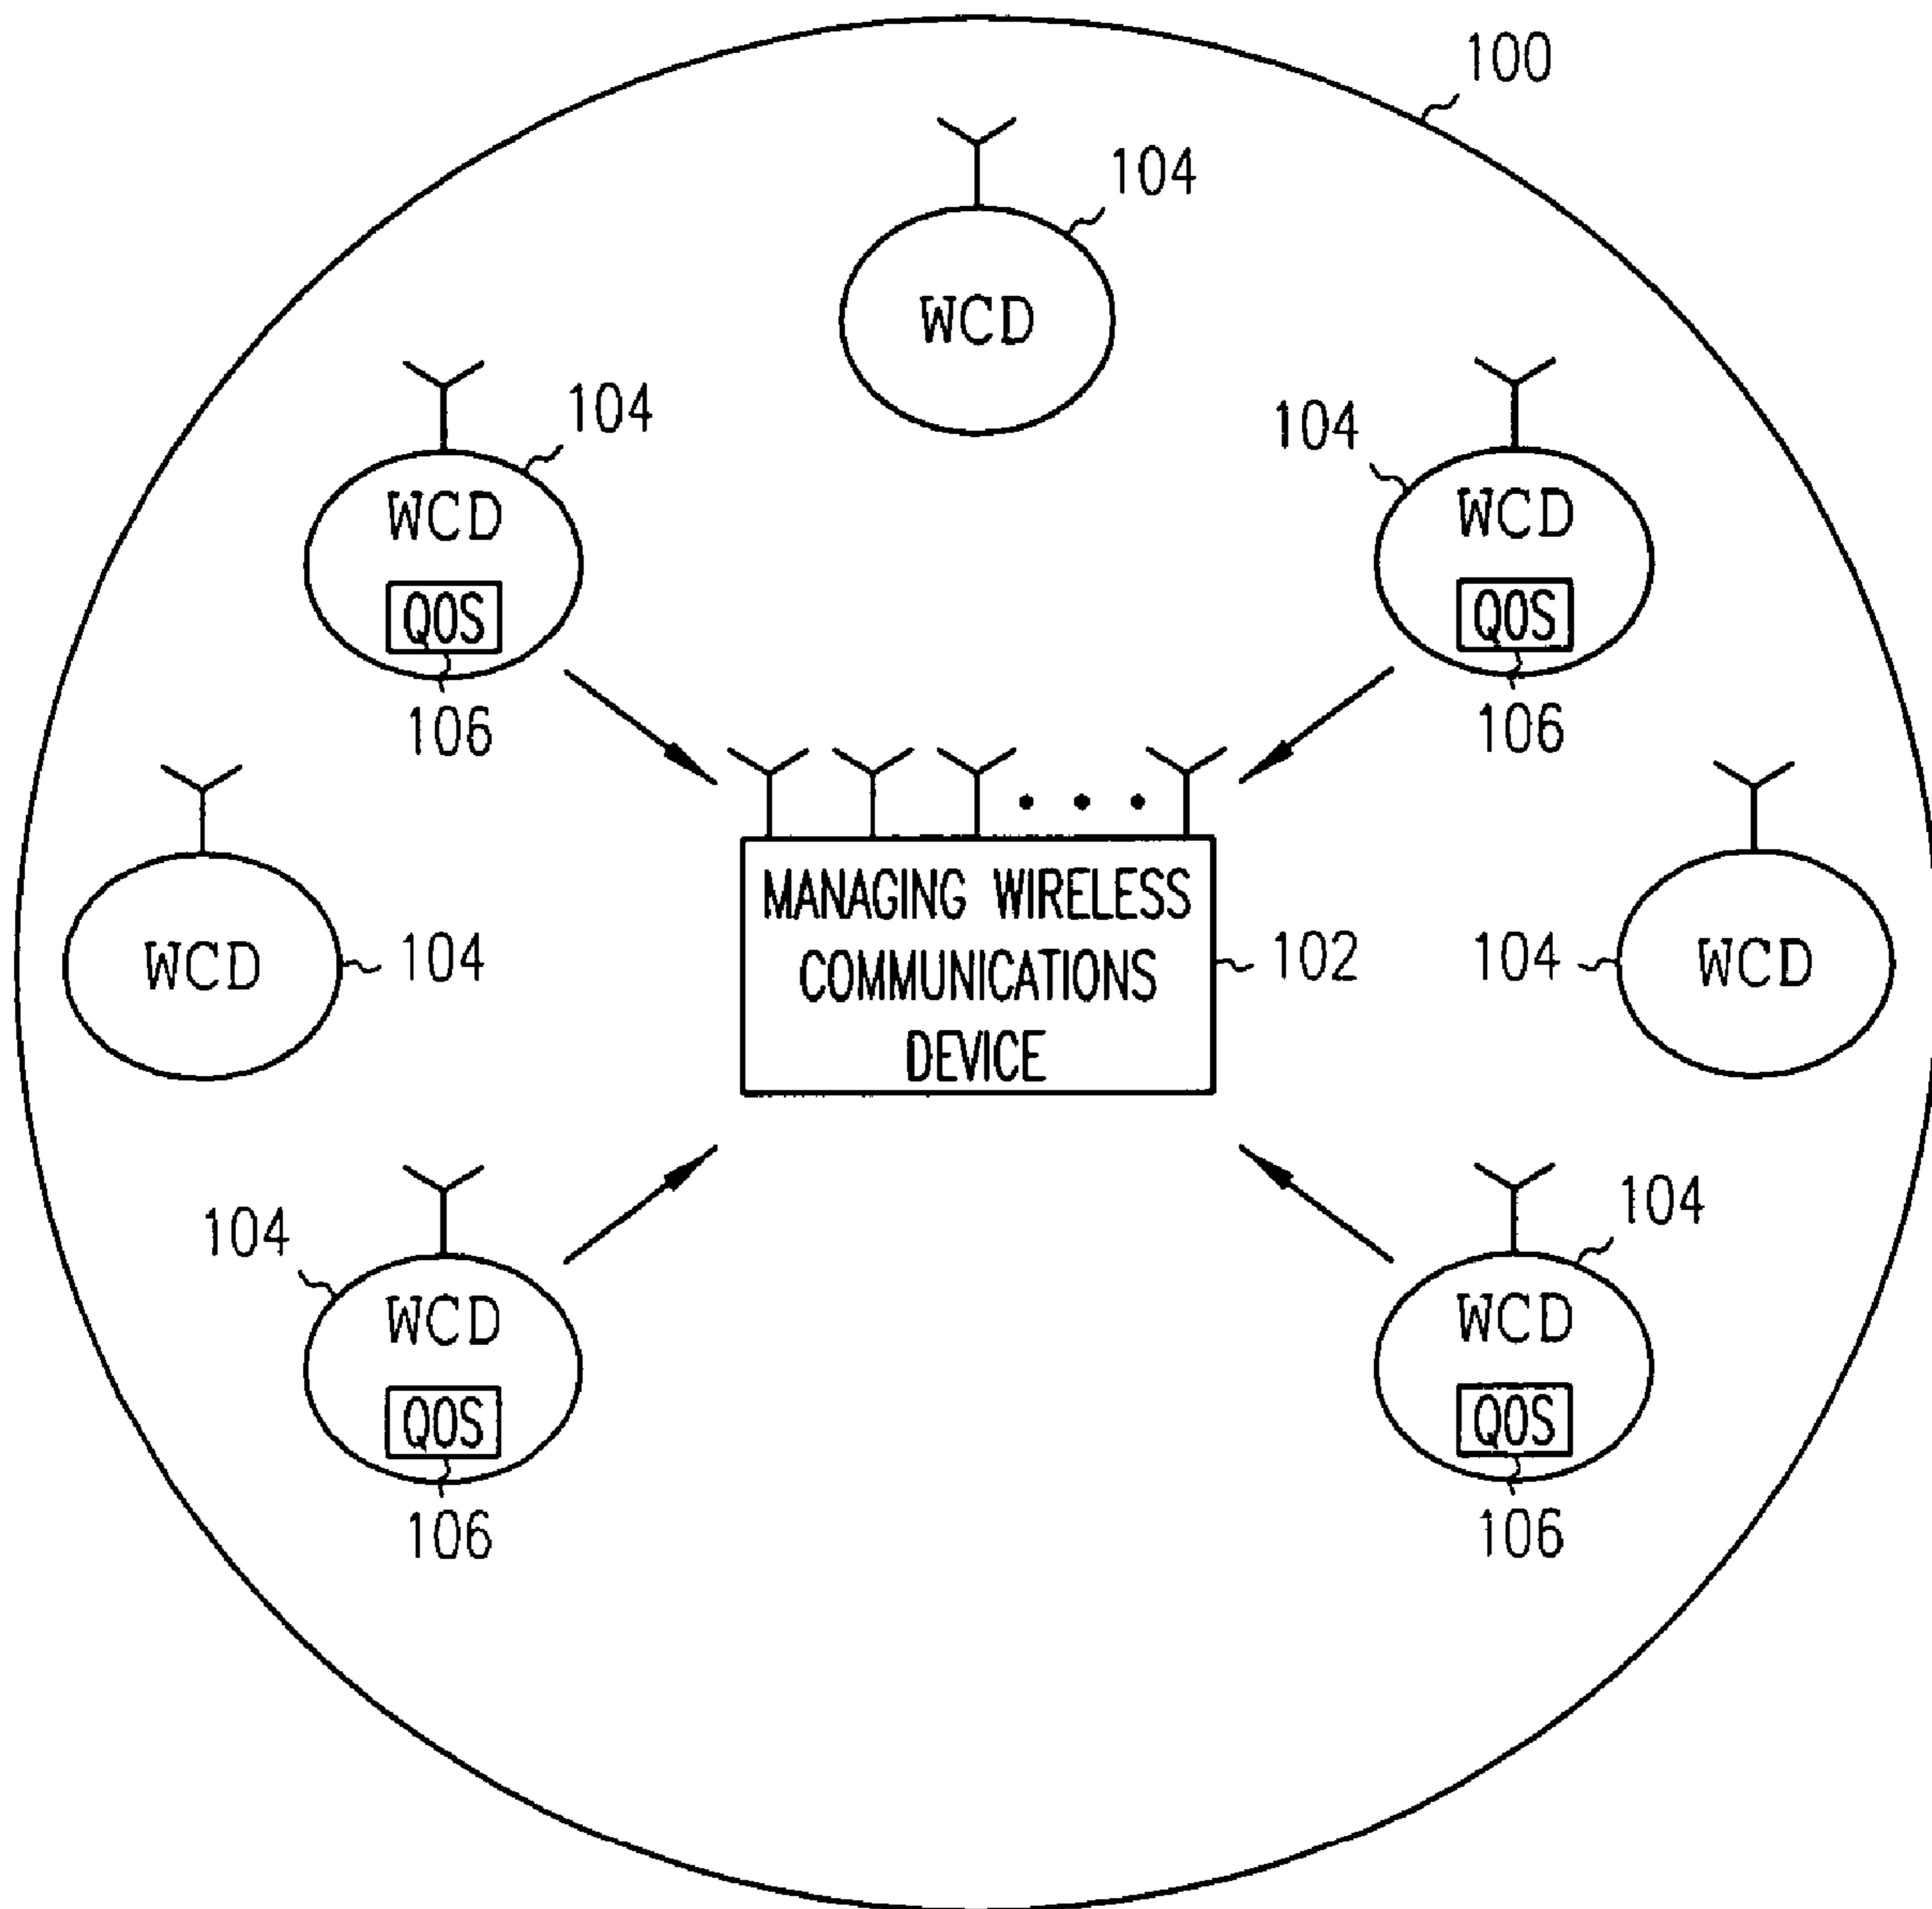 100
104
WCD
104
WCD
QOS
106
104
WCD
QOS
106
WCD
104
MANAGING WIRELESS
COMMUNICATIONS
DEVICE
102
104
WCD
104
WCD
QOS
106
104
WCD
QOS
106